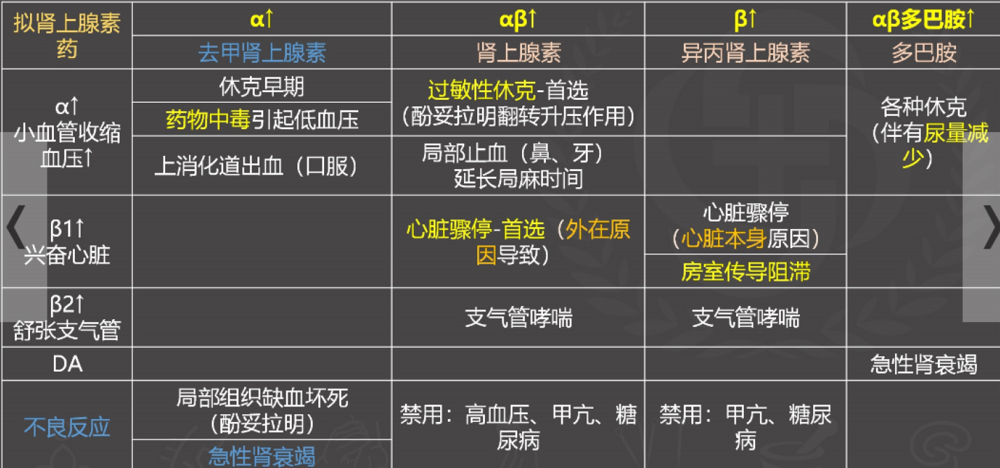 拟肾上腺素
药
α↑
αβ↑
β↑
αβ多巴胺↑
去甲肾上腺素
肾上腺素
异丙肾上腺素
多巴胺
α↑
小血管收缩
血压↑
休克早期
药物中毒引起低血压
上消化道出血（口服）
过敏性休克-首选
（酚妥拉明翻转升压作用）
局部止血（鼻、牙）
延长局麻时间
各种休克
（伴有尿量减
少）
β1↑
兴奋心脏
心脏骤停-首选（外在原
因导致）
心脏骤停
（心脏本身原因）
房室传导阻滞
β2↑
舒张支气管
支气管哮喘
支气管哮喘
DA
急性肾衰竭
不良反应
局部组织缺血坏死
（酚妥拉明）
急性肾衰竭
禁用：高血压、甲亢、糖
尿病
禁用：甲亢、糖尿
病